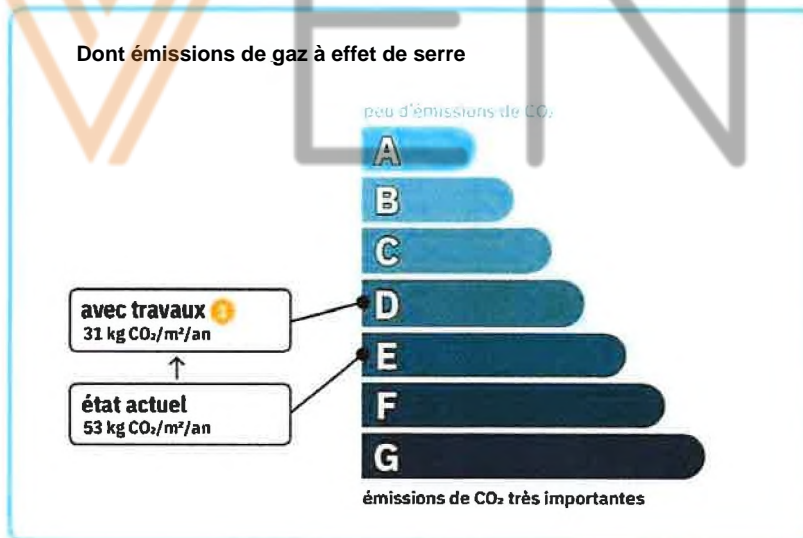 VEN
Dont émissions de gaz à effet de serre
peu d'émissions de CO₂
A
B
C
D
E
F
G
avec travaux
31 kg CO₂/m²/an
état actuel
53 kg CO₂/m²/an
émissions de CO₂ très importantes